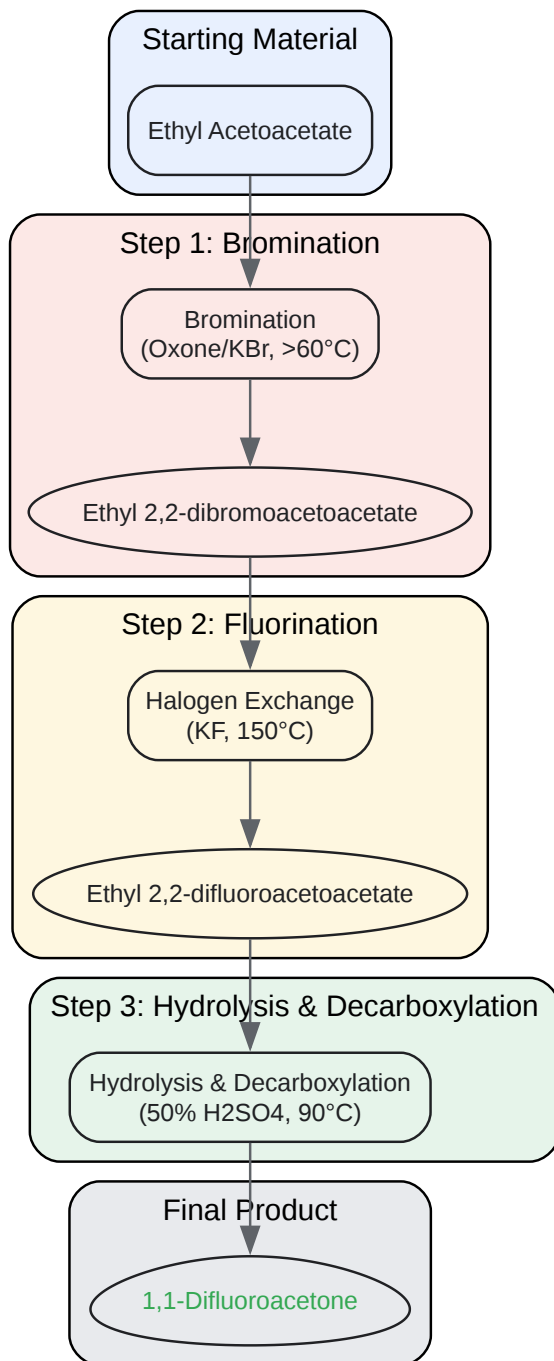 Starting Material
Ethyl Acetoacetate
Step 1: Bromination
Bromination
(Oxone/KBr, >60°C)
Ethyl 2,2-dibromoacetoacetate
Step 2: Fluorination
Halogen Exchange
(KF, 150°C)
Ethyl 2,2-difluoroacetoacetate
Step 3: Hydrolysis & Decarboxylation
Hydrolysis & Decarboxylation
(50% H2SO4, 90°C)
Final Product
1,1-Difluoroacetone